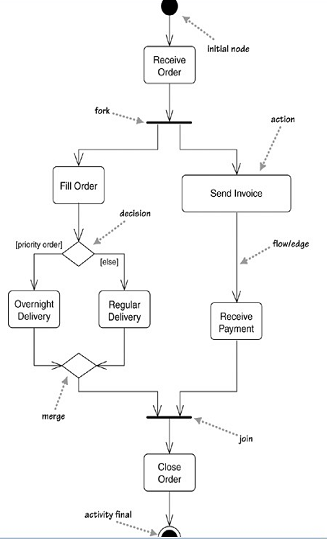 initial node
Receive
Order
fork
action
Fill Order
Send Invoice
decision
[priority order]
[else]
flow/edge
Overnight
Delivery
Regular
Delivery
Receive
Payment
merge
join
Close
Order
activity final